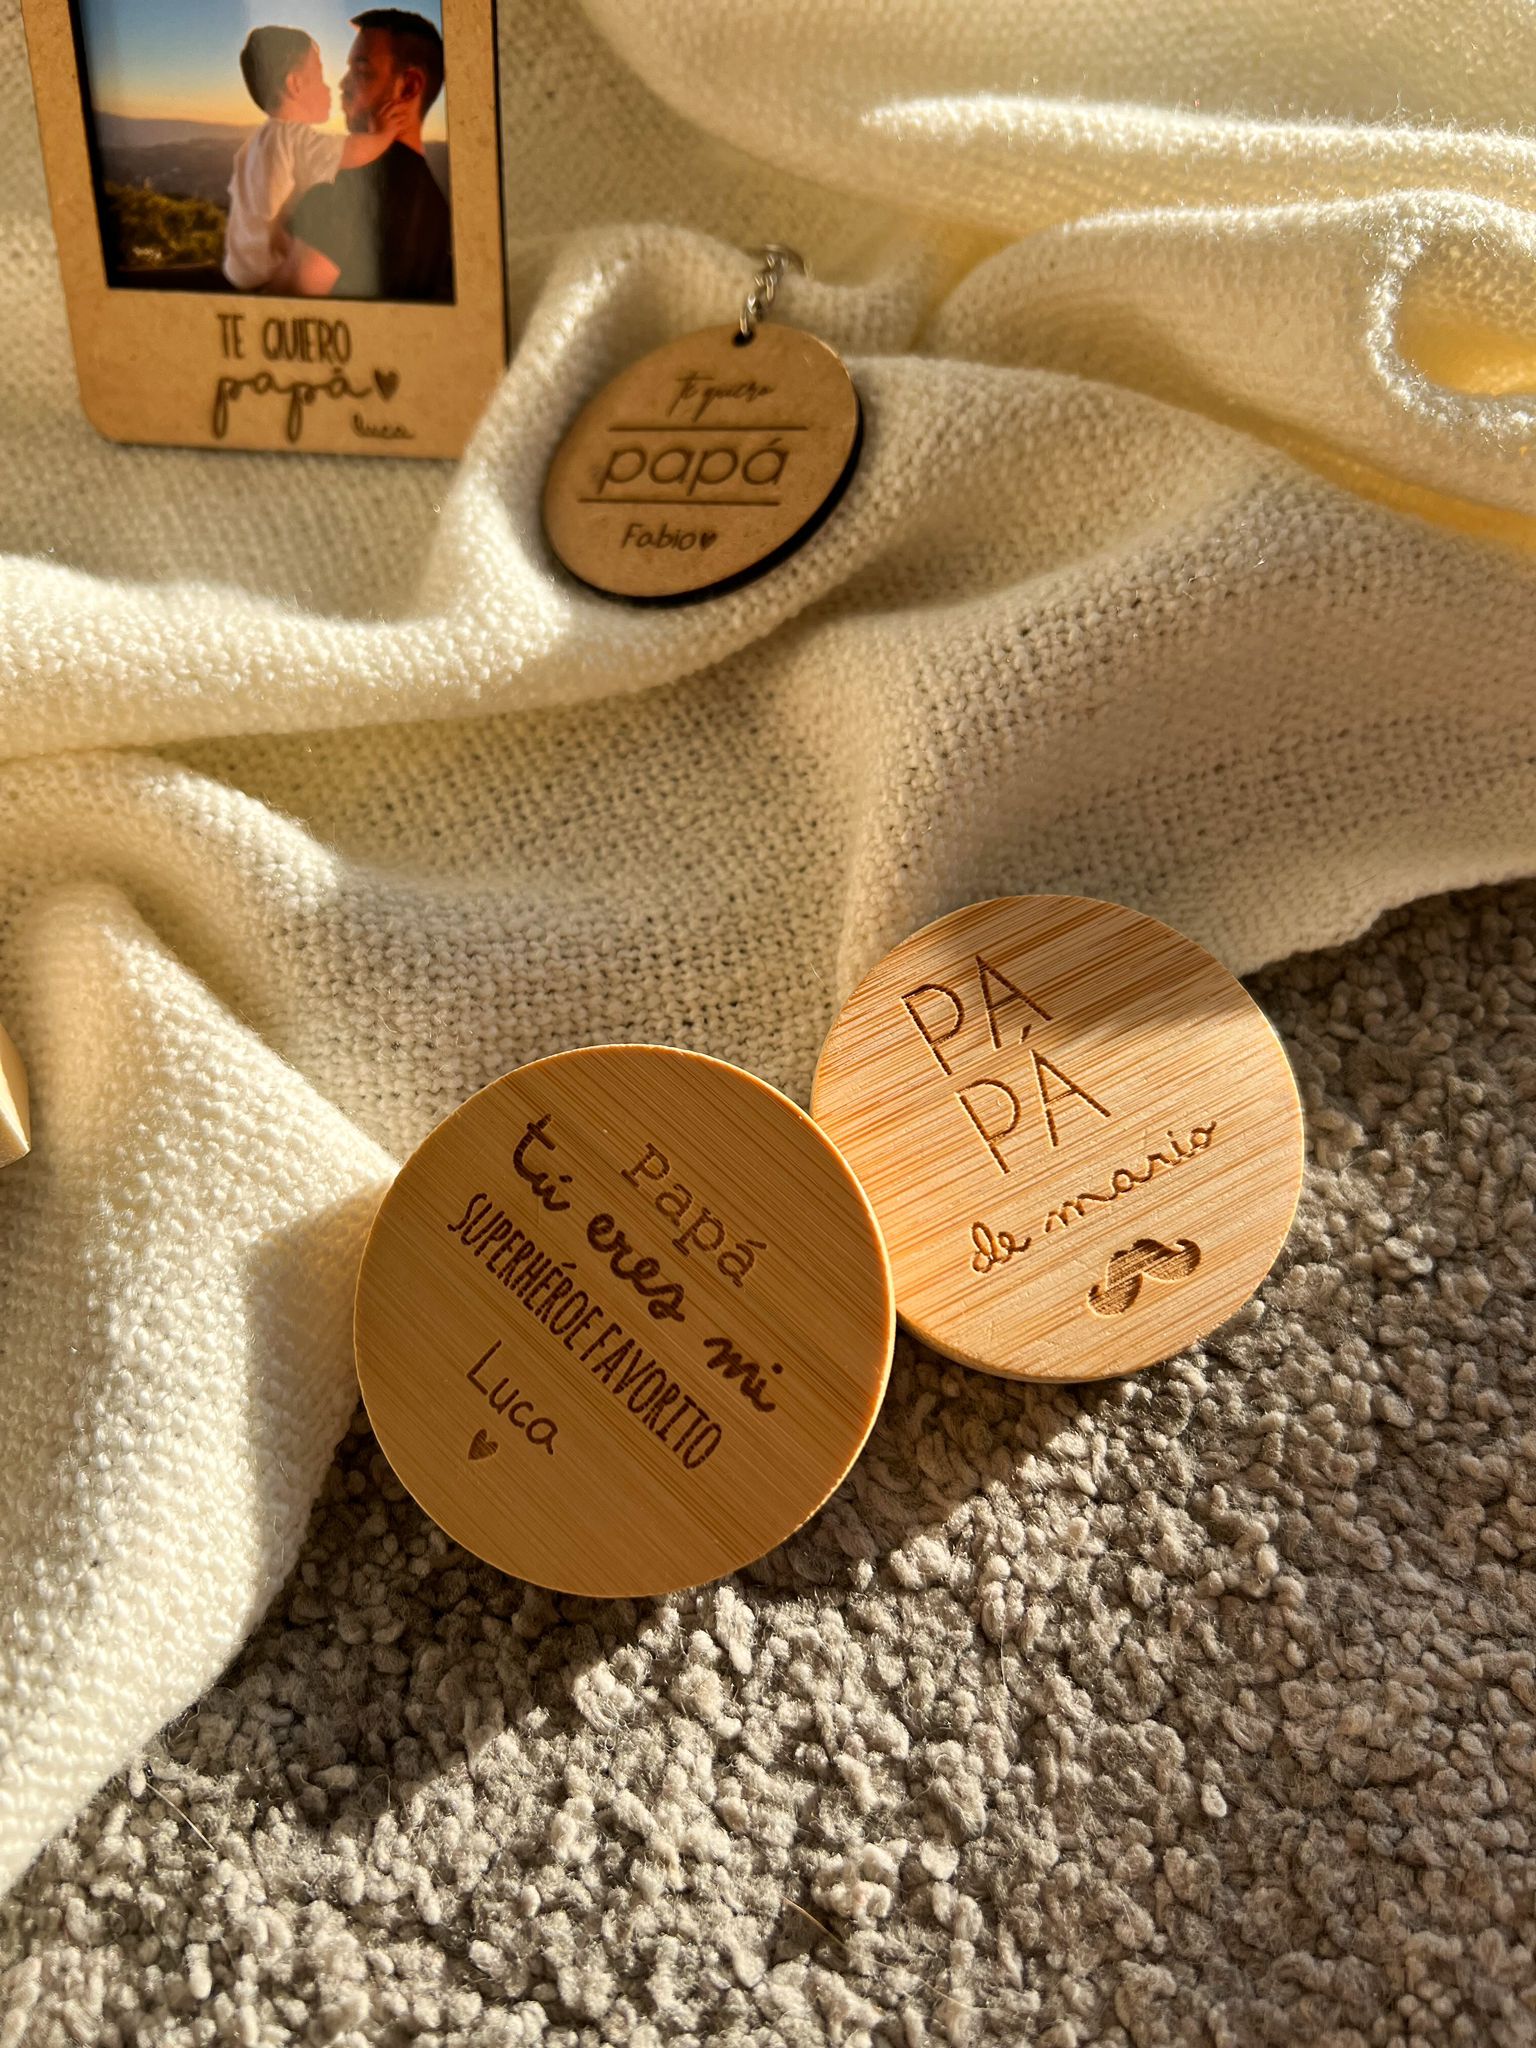 TE QUIERO
papá
luca
Te quiero
papá
Fabio
PA
PÁ
de mario
Papá
tú eres mi
SUPERHÉROE FAVORITO
Luca